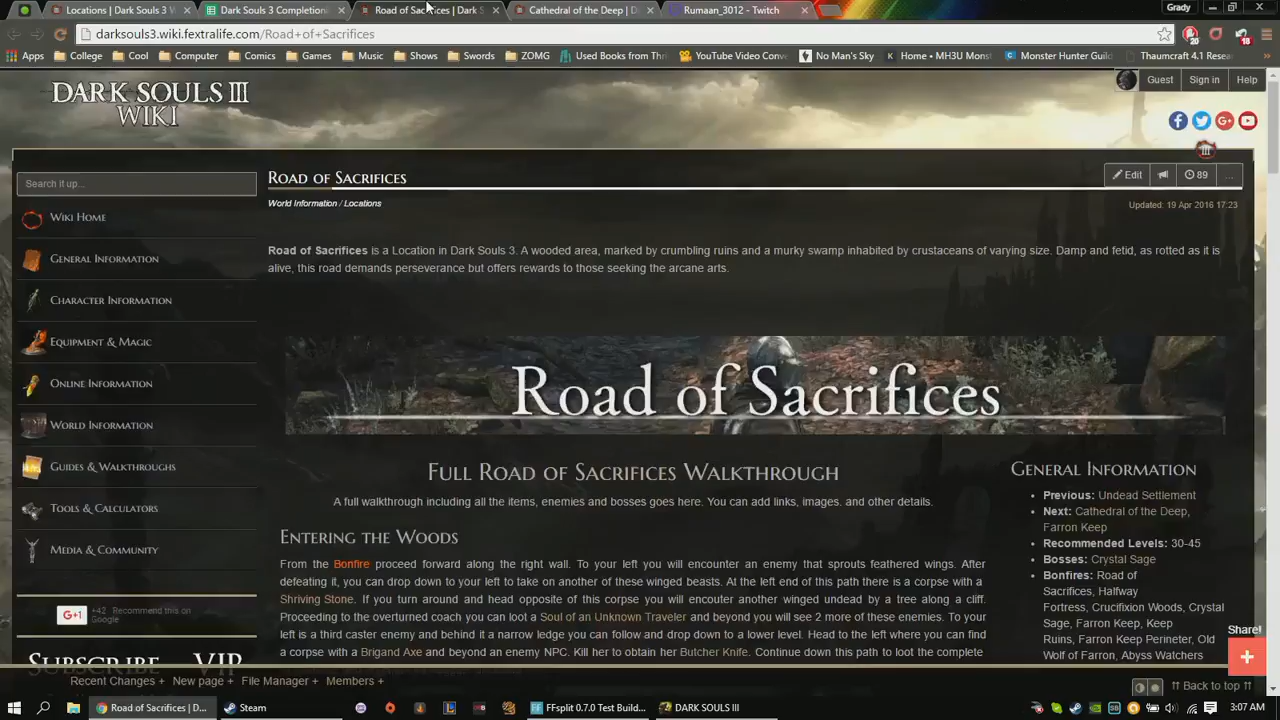 Locations | Dark Souls 3 W
Dark Souls 3 Completion
Road of Sacrifices | Dark S
Cathedral of the Deep | D
Rumaan_3012 - Twitch
Grady
darksouls3.wiki.fextralife.com/Road+of+Sacrifices
20
18
Apps College Cool Computer Comics Games Music Shows Swords ZOMG Used Books from Thri YouTube Video Conve No Man's Sky Home • MH3U Monste Monster Hunter Guild Thaumcraft 4.1 Resea
DARK SOULS III
WIKI
Guest Sign in Help
Search it up...
Wiki Home
General Information
Character Information
Equipment & Magic
Online Information
World Information
Guides & Walkthroughs
Tools & Calculators
Media & Community
G+1 +42 Recommend this on
Google
Subscribe VIP
Road of Sacrifices
Edit 89 ...
World Information / Locations
Updated: 19 Apr 2016 17:23
Road of Sacrifices is a Location in Dark Souls 3. A wooded area, marked by crumbling ruins and a murky swamp inhabited by crustaceans of varying size. Damp and fetid, as rotted as it is
alive, this road demands perseverance but offers rewards to those seeking the arcane arts.
Road of Sacrifices
Full Road of Sacrifices Walkthrough
A full walkthrough including all the items, enemies and bosses goes here. You can add links, images. and other details.
Entering the Woods
From the Bonfire proceed forward along the right wall. To your left you will encounter an enemy that sprouts feathered wings. After
defeating it, you can drop down to your left to take on another of these winged beasts. At the left end of this path there is a corpse with a
Shriving Stone. If you turn around and head opposite of this corpse you will encouter another winged undead by a tree along a cliff.
Proceeding to the overturned coach you can loot a Soul of an Unknown Traveler and beyond you will see 2 more of these enemies. To your
left is a third caster enemy and behind it a narrow ledge you can follow and drop down to a lower level. Head to the left where you can find
a corpse with a Brigand Axe and beyond an enemy NPC. Kill her to obtain her Butcher Knife. Continue down this path to loot the complete
General Information
Previous: Undead Settlement
Next: Cathedral of the Deep,
Farron Keep
Recommended Levels: 30-45
Bosses: Crystal Sage
Bonfires: Road of
Sacrifices, Halfway
Fortress, Crucifixion Woods, Crystal
Sage, Farron Keep, Keep
Ruins, Farron Keep Perimeter, Old
Wolf of Farron, Abyss Watchers
Share!
+
Recent Changes + New page + File Manager + Members +
⇈ Back to top ⇈
Road of Sacrifices | D...
Steam
FFsplit 0.7.0 Test Build...
DARK SOULS III
3:07 AM